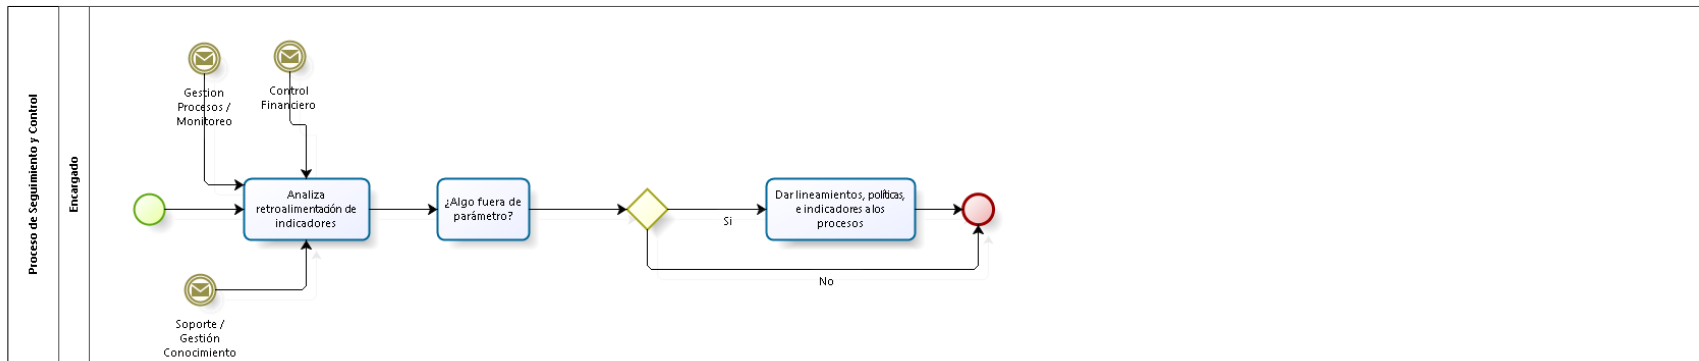 Proceso de Seguimiento y Control
Encargado
Gestion
Procesos /
Monitoreo
Control
Financiero
Analiza
retroalimentación de
indicadores
¿Algo fuera de
parámetro?
Si
Dar lineamientos, políticas,
e indicadores a los
procesos
No
Soporte /
Gestión
Conocimiento